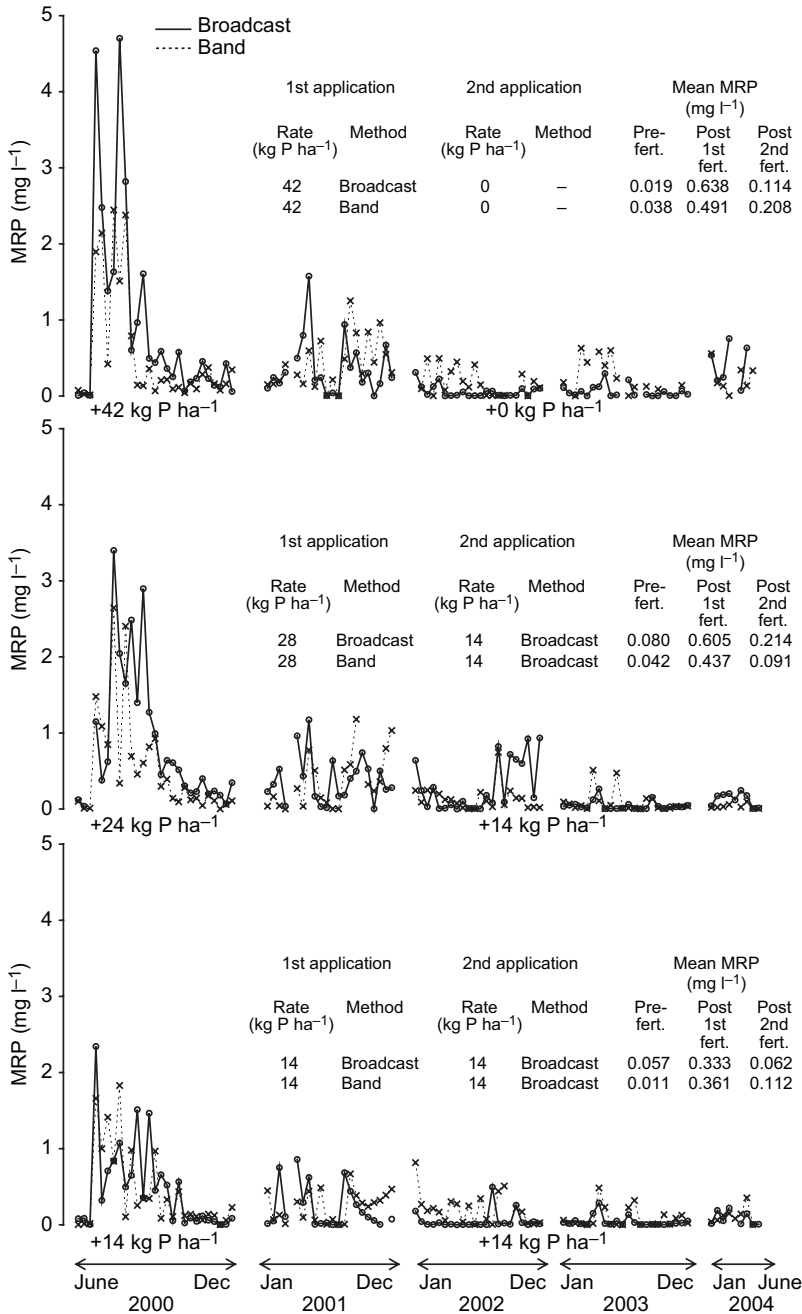 5
Broadcast
Band
4
1st application 2nd application Mean MRP
(mg l⁻¹)
Rate Method Rate Method Pre- Post Post
(kg P ha⁻¹) (kg P ha⁻¹) fert. 1st 2nd
fert. fert.
3
42 Broadcast 0 – 0.019 0.638 0.114
42 Band 0 – 0.038 0.491 0.208
MRP (mg l⁻¹)
2
1
0
+42 kg P ha⁻¹ +0 kg P ha⁻¹
5
4
1st application 2nd application Mean MRP
(mg l⁻¹)
3
Rate Method Rate Method Pre- Post Post
(kg P ha⁻¹) (kg P ha⁻¹) fert. 1st 2nd
fert. fert.
28 Broadcast 14 Broadcast 0.080 0.605 0.214
28 Band 14 Broadcast 0.042 0.437 0.091
MRP (mg l⁻¹)
2
1
0
+24 kg P ha⁻¹ +14 kg P ha⁻¹
5
4
1st application 2nd application Mean MRP
(mg l⁻¹)
3
Rate Method Rate Method Pre- Post Post
(kg P ha⁻¹) (kg P ha⁻¹) fert. 1st 2nd
fert. fert.
14 Broadcast 14 Broadcast 0.057 0.333 0.062
14 Band 14 Broadcast 0.011 0.361 0.112
MRP (mg l⁻¹)
2
1
0
+14 kg P ha⁻¹ +14 kg P ha⁻¹
June Dec Jan Dec Jan Dec Jan Dec Jan June
2000 2001 2002 2003 2004